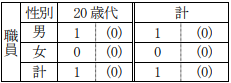 職員
性別 20歳代 計
男 1 (0) 1 (0)
女 0 (0) 0 (0)
計 1 (0) 1 (0)